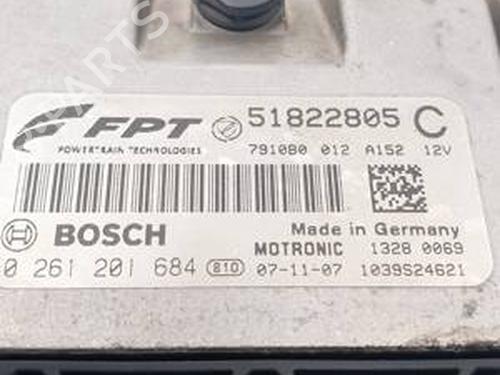 FPT 51822805 C
POWERTRAIN TECHNOLOGIES 7910B0 012 A152 12V
BOSCH Made in Germany
MOTRONIC 1328 0069
0 261 201 684 810 07-11-07 1039S24621
PARTS